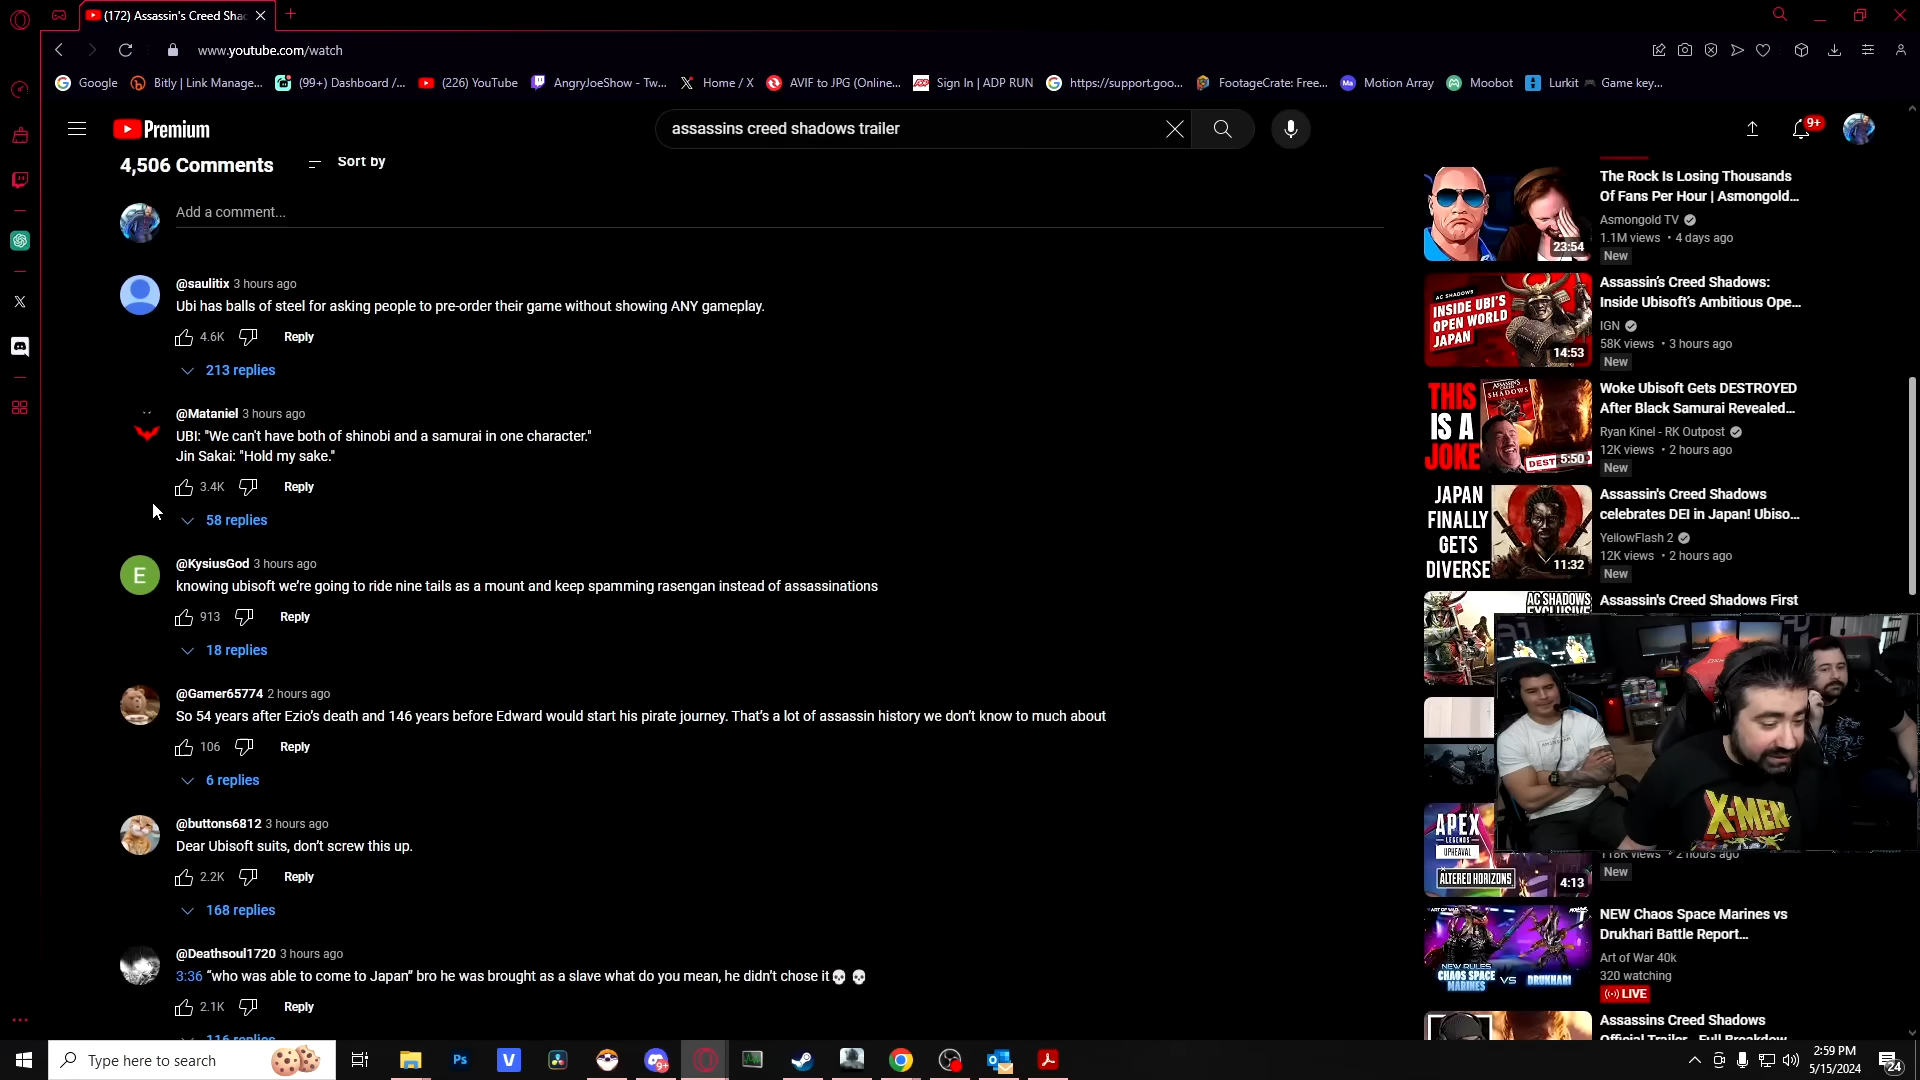 (172) Assassin's Creed Shad
www.youtube.com/watch
Google
Bitly | Link Manage...
(99+) Dashboard /...
(226) YouTube
AngryJoeShow - Tw...
Home / X
AVIF to JPG (Online...
Sign In | ADP RUN
https://support.goo...
FootageCrate: Free...
Motion Array
Moobot
Lurkit 🎮 Game key...
Premium
assassins creed shadows trailer
9+
4,506 Comments
Sort by
Add a comment...
@saulitix 3 hours ago
Ubi has balls of steel for asking people to pre-order their game without showing ANY gameplay.
4.6K
Reply
213 replies
@Mataniel 3 hours ago
UBI: "We can't have both of shinobi and a samurai in one character."
Jin Sakai: "Hold my sake."
3.4K
Reply
58 replies
E
@KysiusGod 3 hours ago
knowing ubisoft we’re going to ride nine tails as a mount and keep spamming rasengan instead of assassinations
913
Reply
18 replies
@Gamer65774 2 hours ago
So 54 years after Ezio’s death and 146 years before Edward would start his pirate journey. That’s a lot of assassin history we don’t know to much about
106
Reply
6 replies
@buttons6812 3 hours ago
Dear Ubisoft suits, don’t screw this up.
2.2K
Reply
168 replies
@Deathsoul1720 3 hours ago
3:36 “who was able to come to Japan” bro he was brought as a slave what do you mean, he didn’t chose it💀 💀
2.1K
Reply
116 replies
23:54
The Rock Is Losing Thousands
Of Fans Per Hour | Asmongold...
Asmongold TV
1.1M views • 4 days ago
New
AC SHADOWS
INSIDE UBI'S
OPEN WORLD
JAPAN
14:53
Assassin’s Creed Shadows:
Inside Ubisoft’s Ambitious Ope...
IGN
58K views • 3 hours ago
New
THIS
IS A
JOKE
ASSASSIN'S CREED
SHADOWS
DEST
5:50
Woke Ubisoft Gets DESTROYED
After Black Samurai Revealed...
Ryan Kinel - RK Outpost
12K views • 2 hours ago
New
JAPAN
FINALLY
GETS
DIVERSE
11:32
Assassin's Creed Shadows
celebrates DEI in Japan! Ubiso...
YellowFlash 2
12K views • 2 hours ago
New
AC SHADOWS
EXCLUSIVE
Assassin's Creed Shadows First
X-MEN
APEX
LEGENDS
UPHEAVAL
ALTERED HORIZONS
4:13
118K views • 2 hours ago
New
NEW RULES
CHAOS SPACE
MARINES
VS
DRUKHARI
NEW Chaos Space Marines vs
Drukhari Battle Report...
Art of War 40k
320 watching
LIVE
Assassins Creed Shadows
Official Trailer - Full Breakdow
Type here to search
Ps
V
9+
2:59 PM
5/15/2024
24